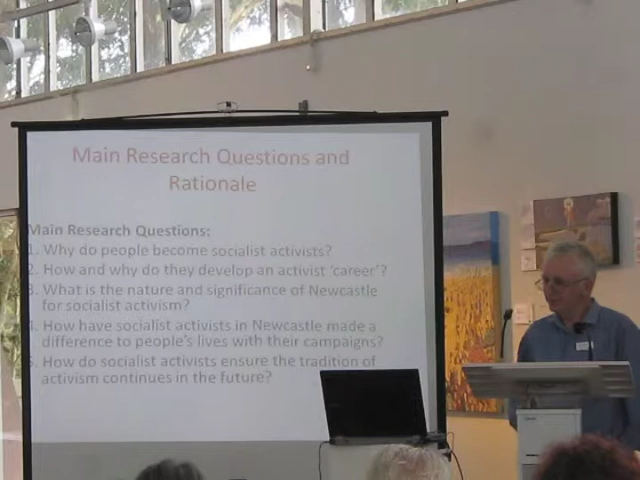 Main Research Questions and
Rationale
Main Research Questions:
1. Why do people become socialist activists?
2. How and why do they develop an activist 'career'?
3. What is the nature and significance of Newcastle
for socialist activism?
4. How have socialist activists in Newcastle made a
difference to people's lives with their campaigns?
5. How do socialist activists ensure the tradition of
activism continues in the future?